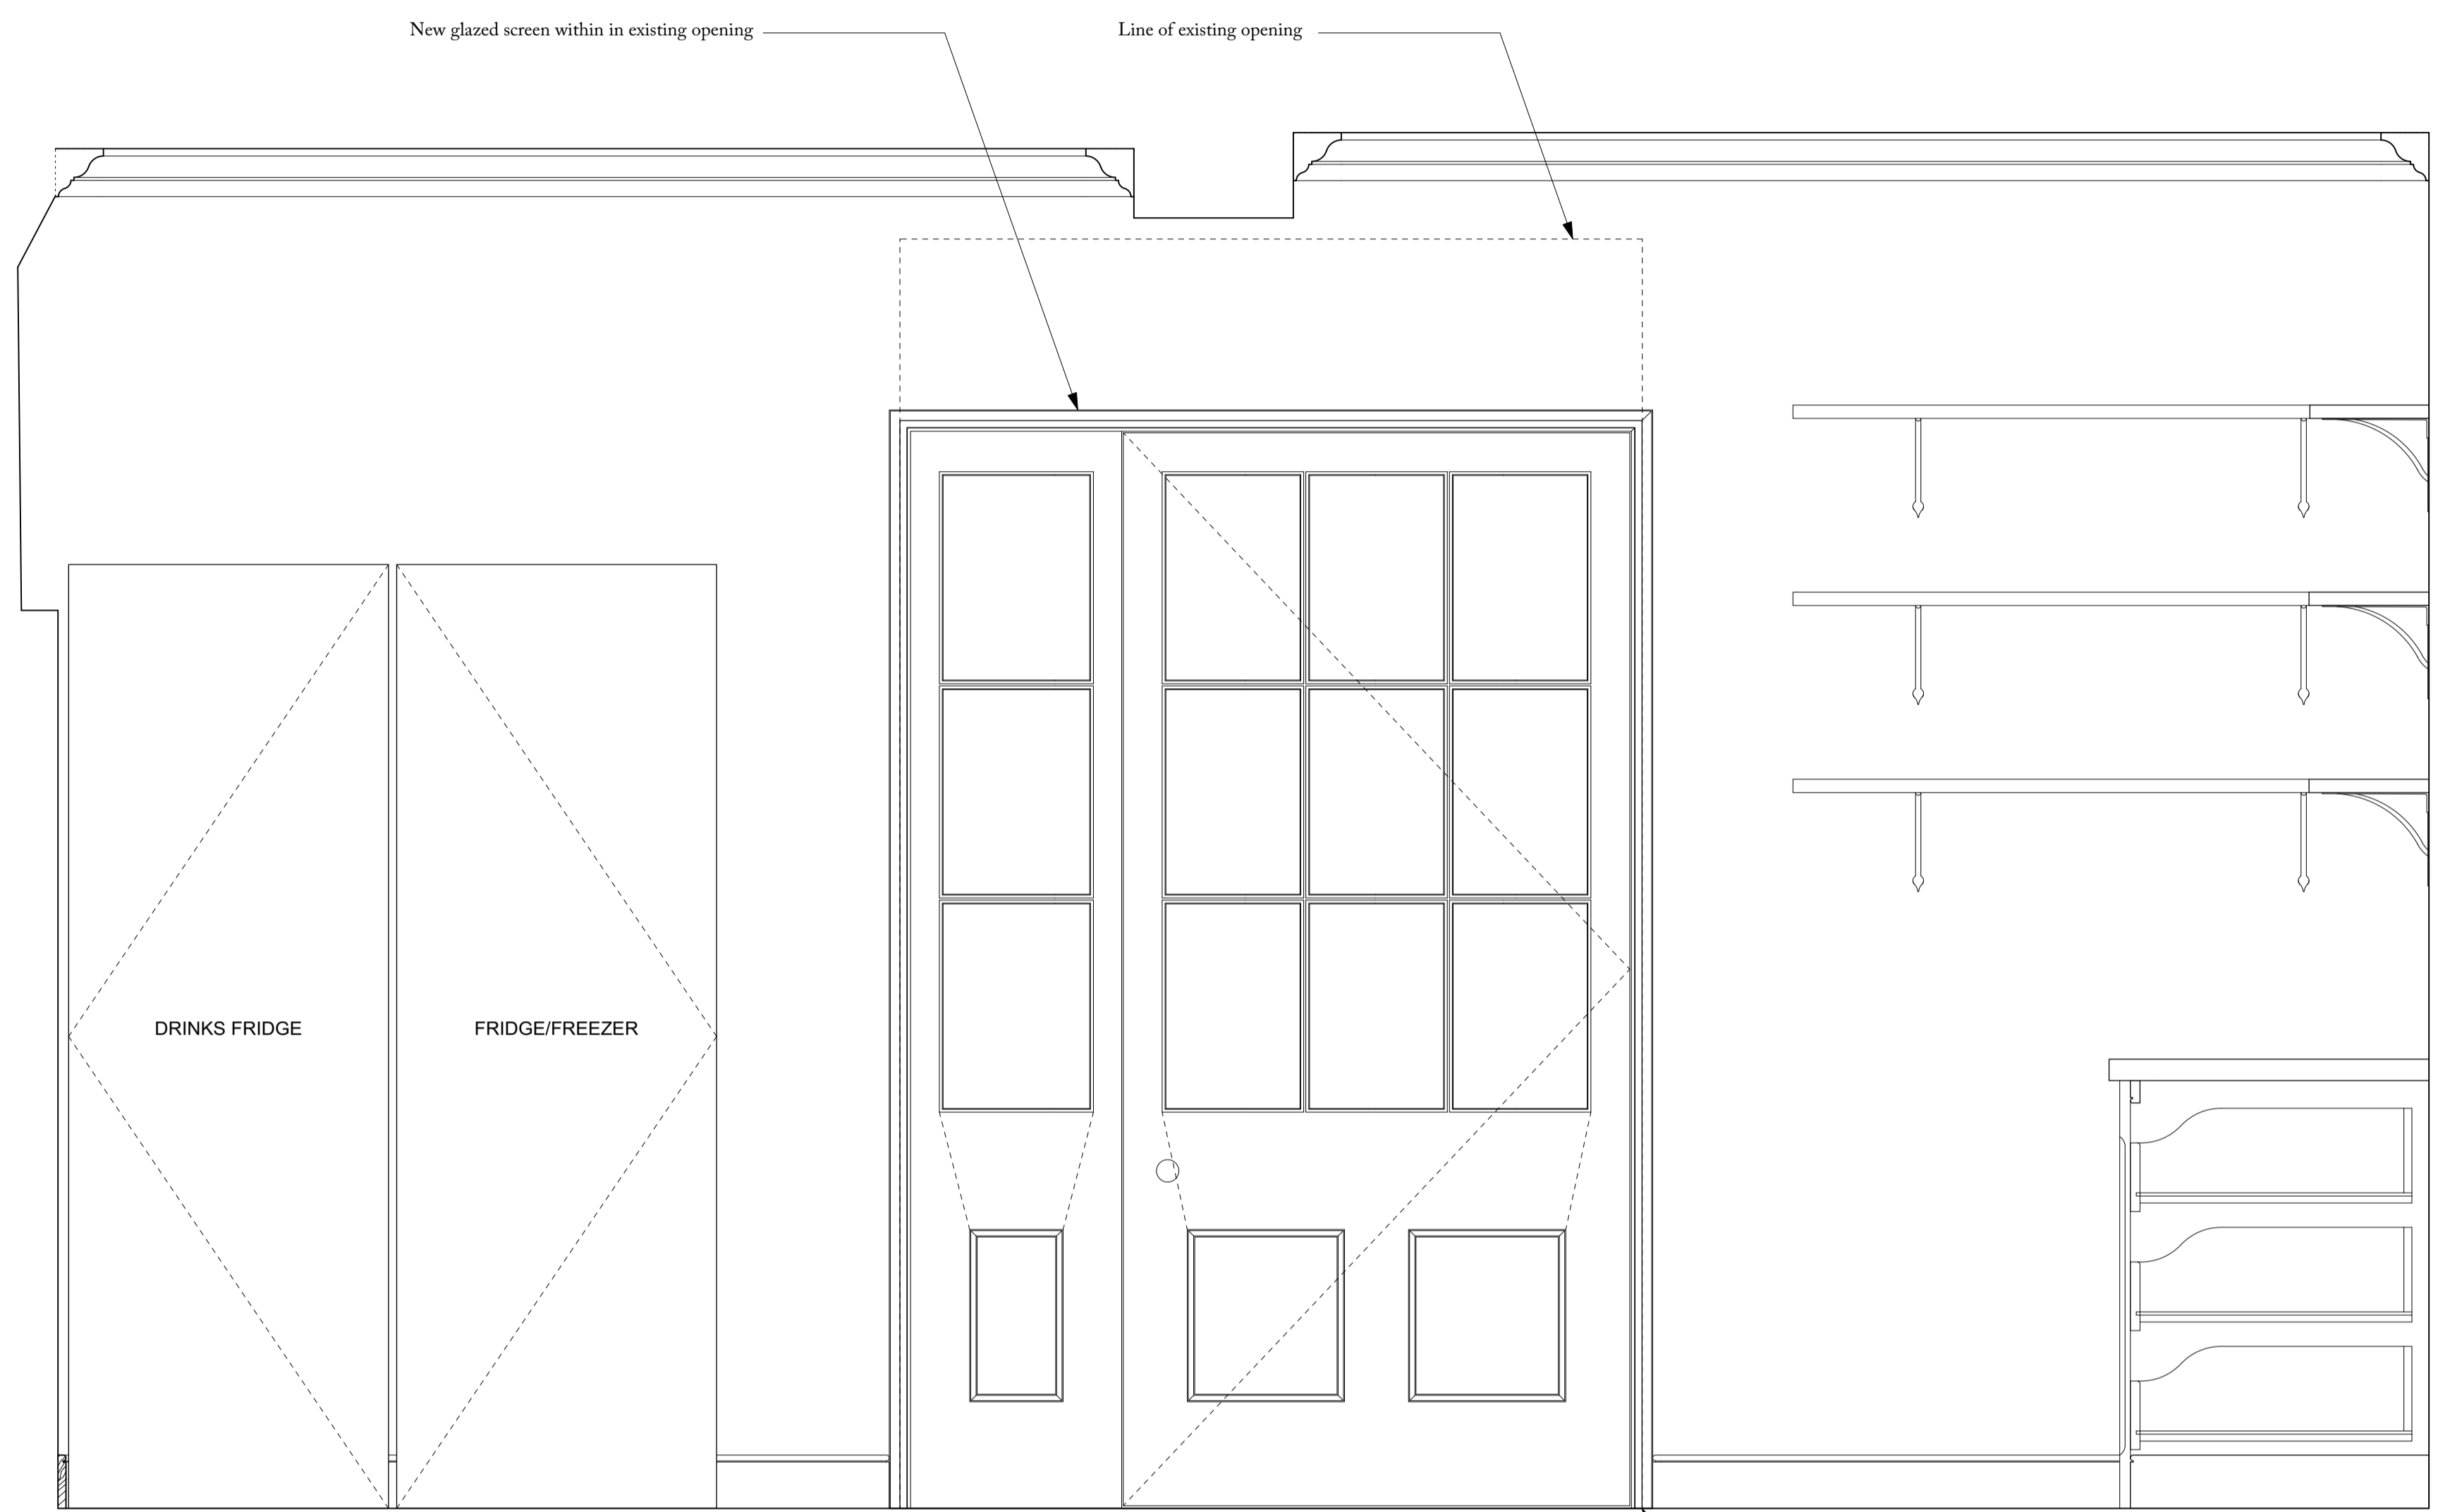 New glazed screen within in existing opening
Line of existing opening
DRINKS FRIDGE
FRIDGE/FREEZER